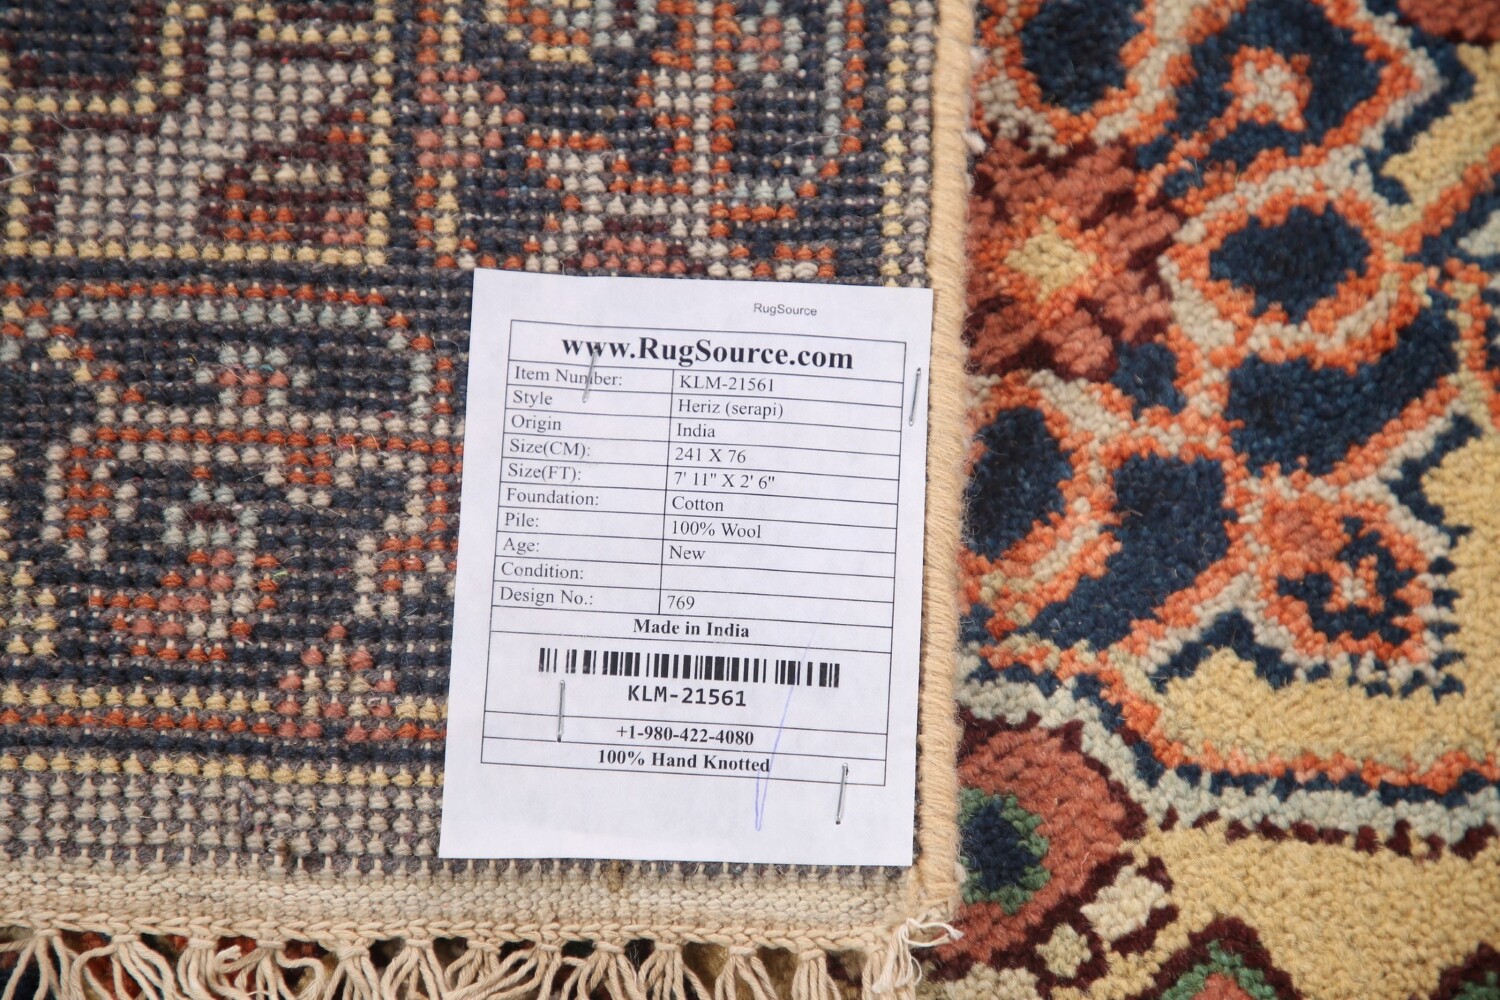 RugSource
www.RugSource.com
Item Number: KLM-21561
Style Heriz (serapi)
Origin India
Size(CM): 241 X 76
Size(FT): 7' 11" X 2' 6"
Foundation: Cotton
Pile: 100% Wool
Age: New
Condition:
Design No.: 769
Made in India
KLM-21561
+1-980-422-4080
100% Hand Knotted